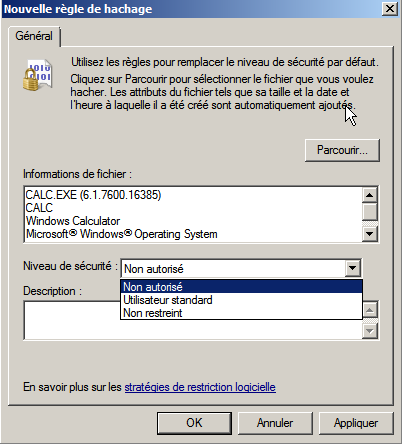 Nouvelle règle de hachage
Général
Utilisez les règles pour remplacer le niveau de sécurité par défaut.
Cliquez sur Parcourir pour sélectionner le fichier que vous voulez
hacher. Les attributs du fichier tels que sa taille et la date et
l'heure à laquelle il a été créé sont automatiquement ajoutés.
Parcourir...
Informations de fichier :
CALC.EXE (6.1.7600.16385)
CALC
Windows Calculator
Microsoft® Windows® Operating System
Niveau de sécurité : Non autorisé
Non autorisé
Utilisateur standard
Non restreint
Description :
En savoir plus sur les stratégies de restriction logicielle
OK Annuler Appliquer